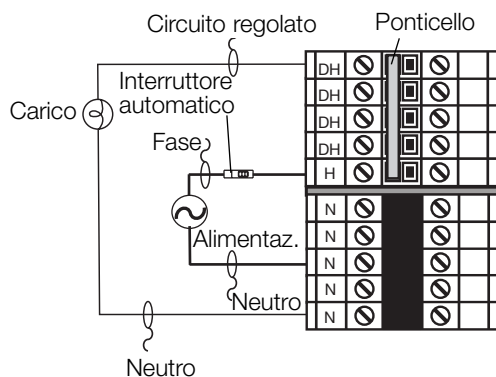 Circuito regolato
Ponticello
Interruttore
automatico
Carico
Fase
DH
DH
DH
DH
H
N
N
N
N
N
Alimentaz.
Neutro
Neutro